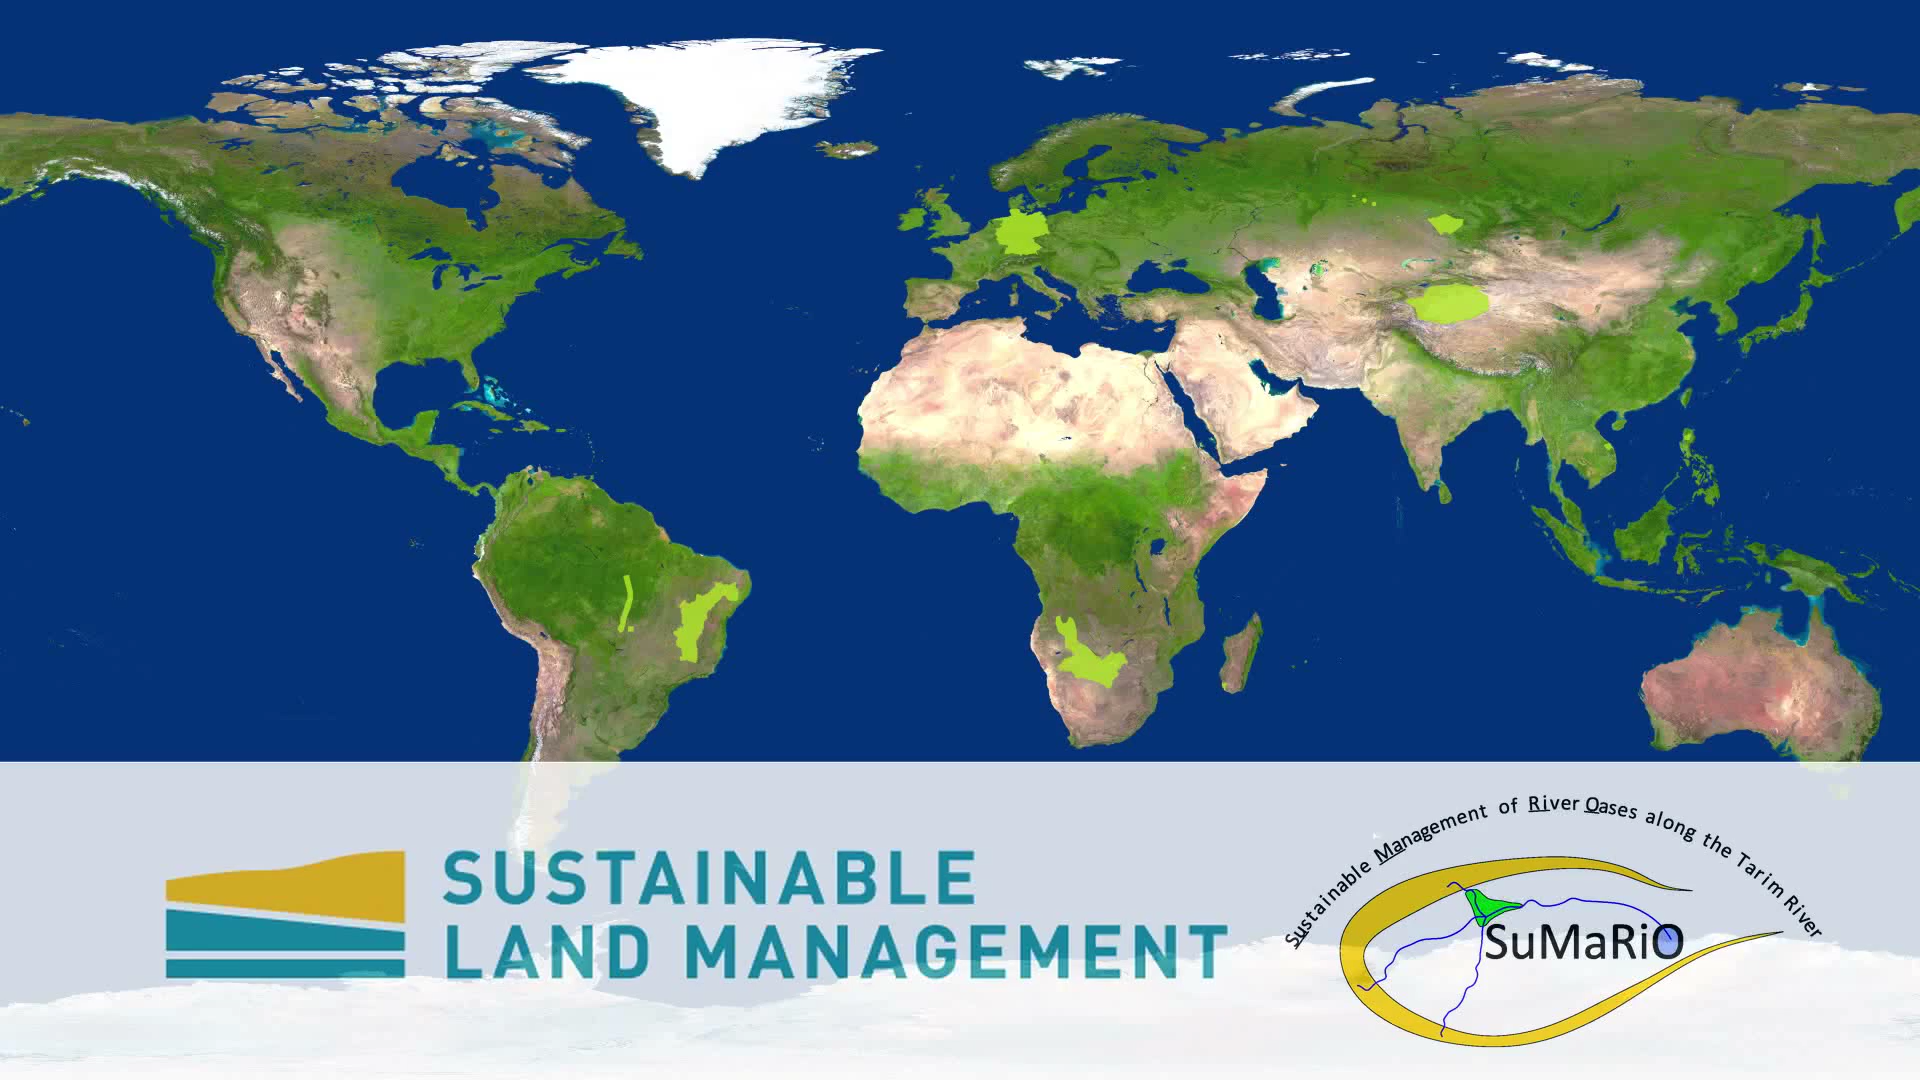 SUSTAINABLE
LAND MANAGEMENT
Sustainable Management of River Oases along the Tarim River
SuMaRiO